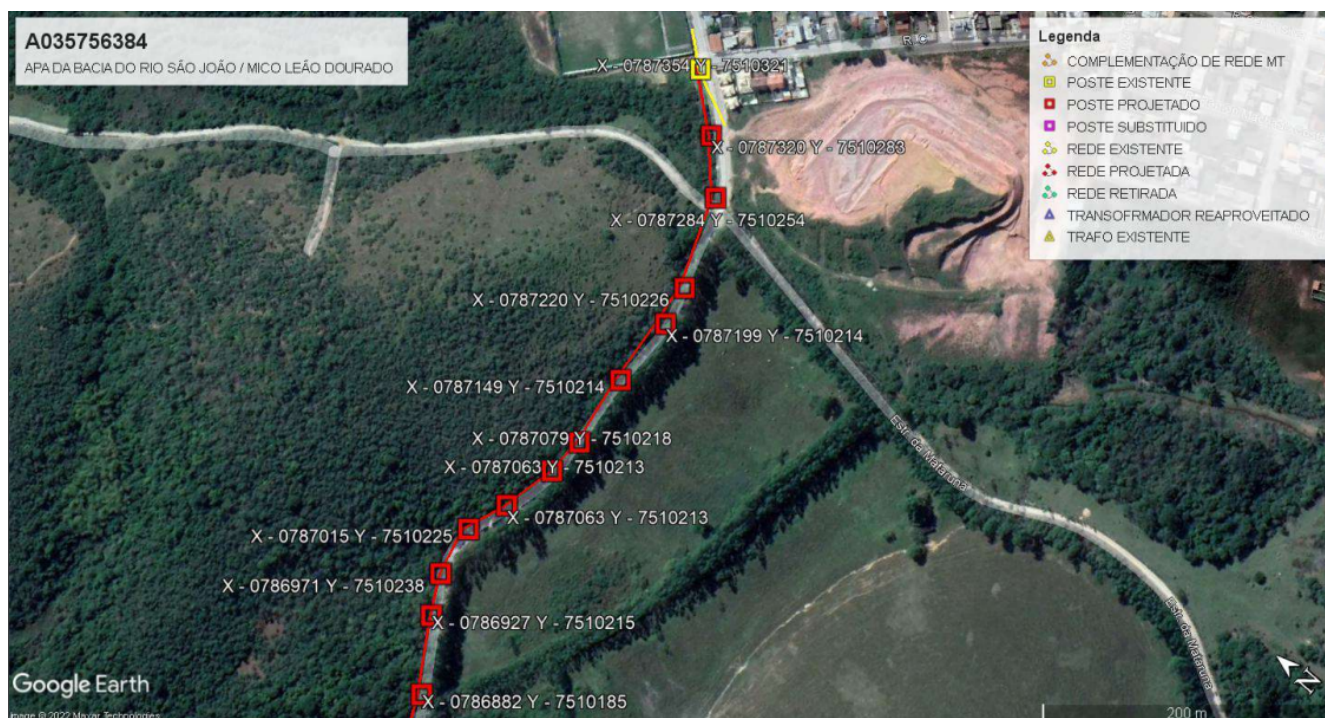 A035756384
APA DA BACIA DO RIO SÃO JOÃO / MICO LEÃO DOURADO
Legenda
COMPLEMENTAÇÃO DE REDE MT
POSTE EXISTENTE
POSTE PROJETADO
POSTE SUBSTITUIDO
REDE EXISTENTE
REDE PROJETADA
REDE RETIRADA
TRANSOFRMADOR REAPROVEITADO
TRAFO EXISTENTE
R. C
X - 0787354 Y - 7510321
X - 0787320 Y - 7510283
X - 0787284 Y - 7510254
X - 0787220 Y - 7510226
X - 0787199 Y - 7510214
X - 0787149 Y - 7510214
X - 0787079 Y - 7510218
X - 0787063 Y - 7510213
X - 0787063 Y - 7510213
X - 0787015 Y - 7510225
X - 0786971 Y - 7510238
X - 0786927 Y - 7510215
X - 0786882 Y - 7510185
Estr. da Mataruna
Estr. da Mataruna
N
Google Earth
Image © 2022 Maxar Technologies
200 m